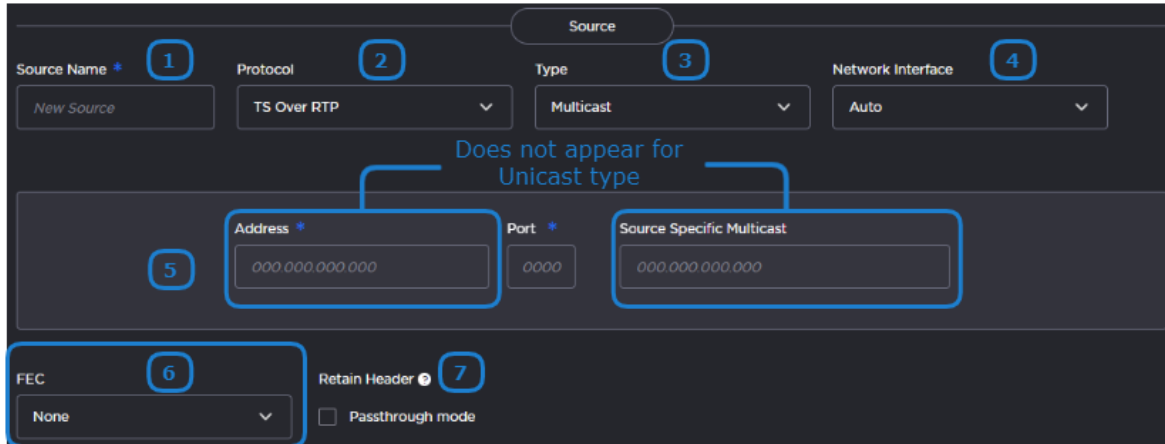 Source
Source Name * 1 Protocol 2 Type 3 Network Interface 4
New Source TS Over RTP Multicast Auto
Does not appear for
Unicast type
Address * Port * Source Specific Multicast
5 000.000.000.000 0000 000.000.000.000
FEC 6 Retain Header ? 7
None Passthrough mode